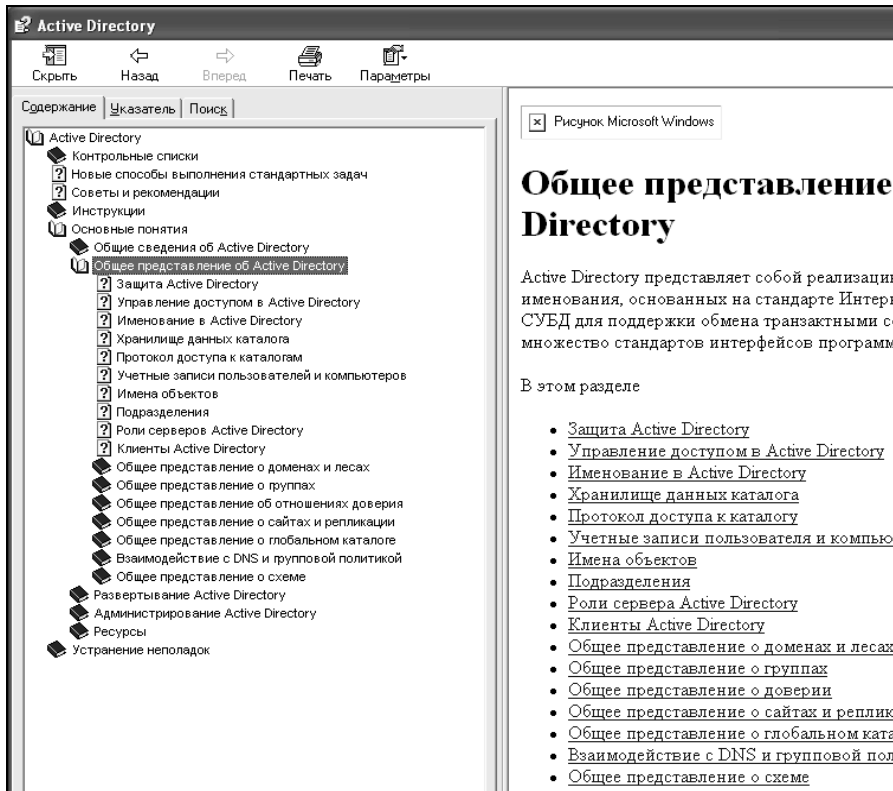 Active Directory
Скрыть Назад Вперед Печать Параметры
Содержание Указатель Поиск
Active Directory
Контрольные списки
Новые способы выполнения стандартных задач
Советы и рекомендации
Инструкции
Основные понятия
Общие сведения об Active Directory
Общее представление об Active Directory
Защита Active Directory
Управление доступом в Active Directory
Именование в Active Directory
Хранилище данных каталога
Протокол доступа к каталогам
Учетные записи пользователей и компьютеров
Имена объектов
Подразделения
Роли серверов Active Directory
Клиенты Active Directory
Общее представление о доменах и лесах
Общее представление о группах
Общее представление об отношениях доверия
Общее представление о сайтах и репликации
Общее представление о глобальном каталоге
Взаимодействие с DNS и групповой политикой
Общее представление о схеме
Развертывание Active Directory
Администрирование Active Directory
Ресурсы
Устранение неполадок
Рисунок Microsoft Windows
Общее представление
Directory
Active Directory представляет собой реализаци
именования, основанных на стандарте Интер
СУБД для поддержки обмена транзактными с
множество стандартов интерфейсов програм
В этом разделе
Защита Active Directory
Управление доступом в Active Directory
Именование в Active Directory
Хранилище данных каталога
Протокол доступа к каталогу
Учетные записи пользователя и компью
Имена объектов
Подразделения
Роли сервера Active Directory
Клиенты Active Directory
Общее представление о доменах и лесах
Общее представление о группах
Общее представление о доверии
Общее представление о сайтах и реплик
Общее представление о глобальном ката
Взаимодействие с DNS и групповой пол
Общее представление о схеме